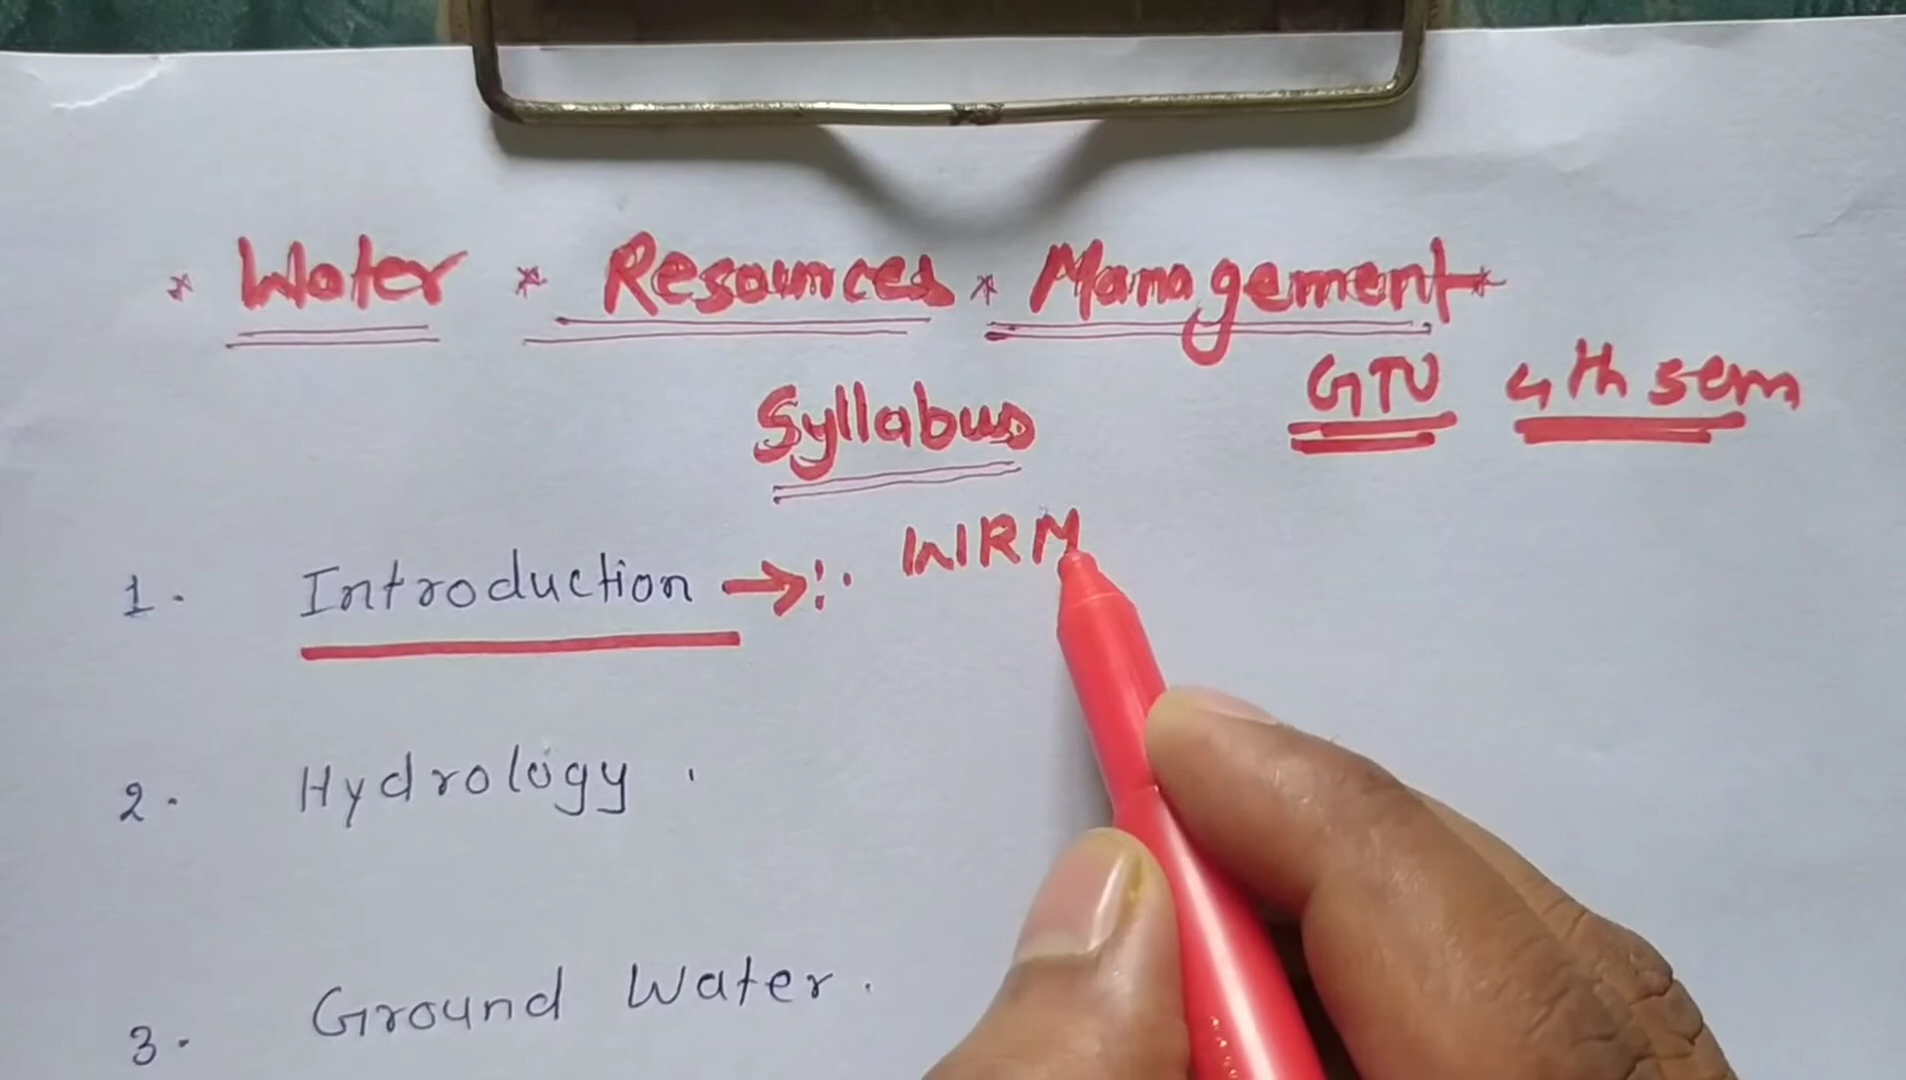 * Water * Resources * Management *
GTU 4th sem
Syllabus
1. Introduction →:. WRM
2. Hydrology.
3. Ground Water.